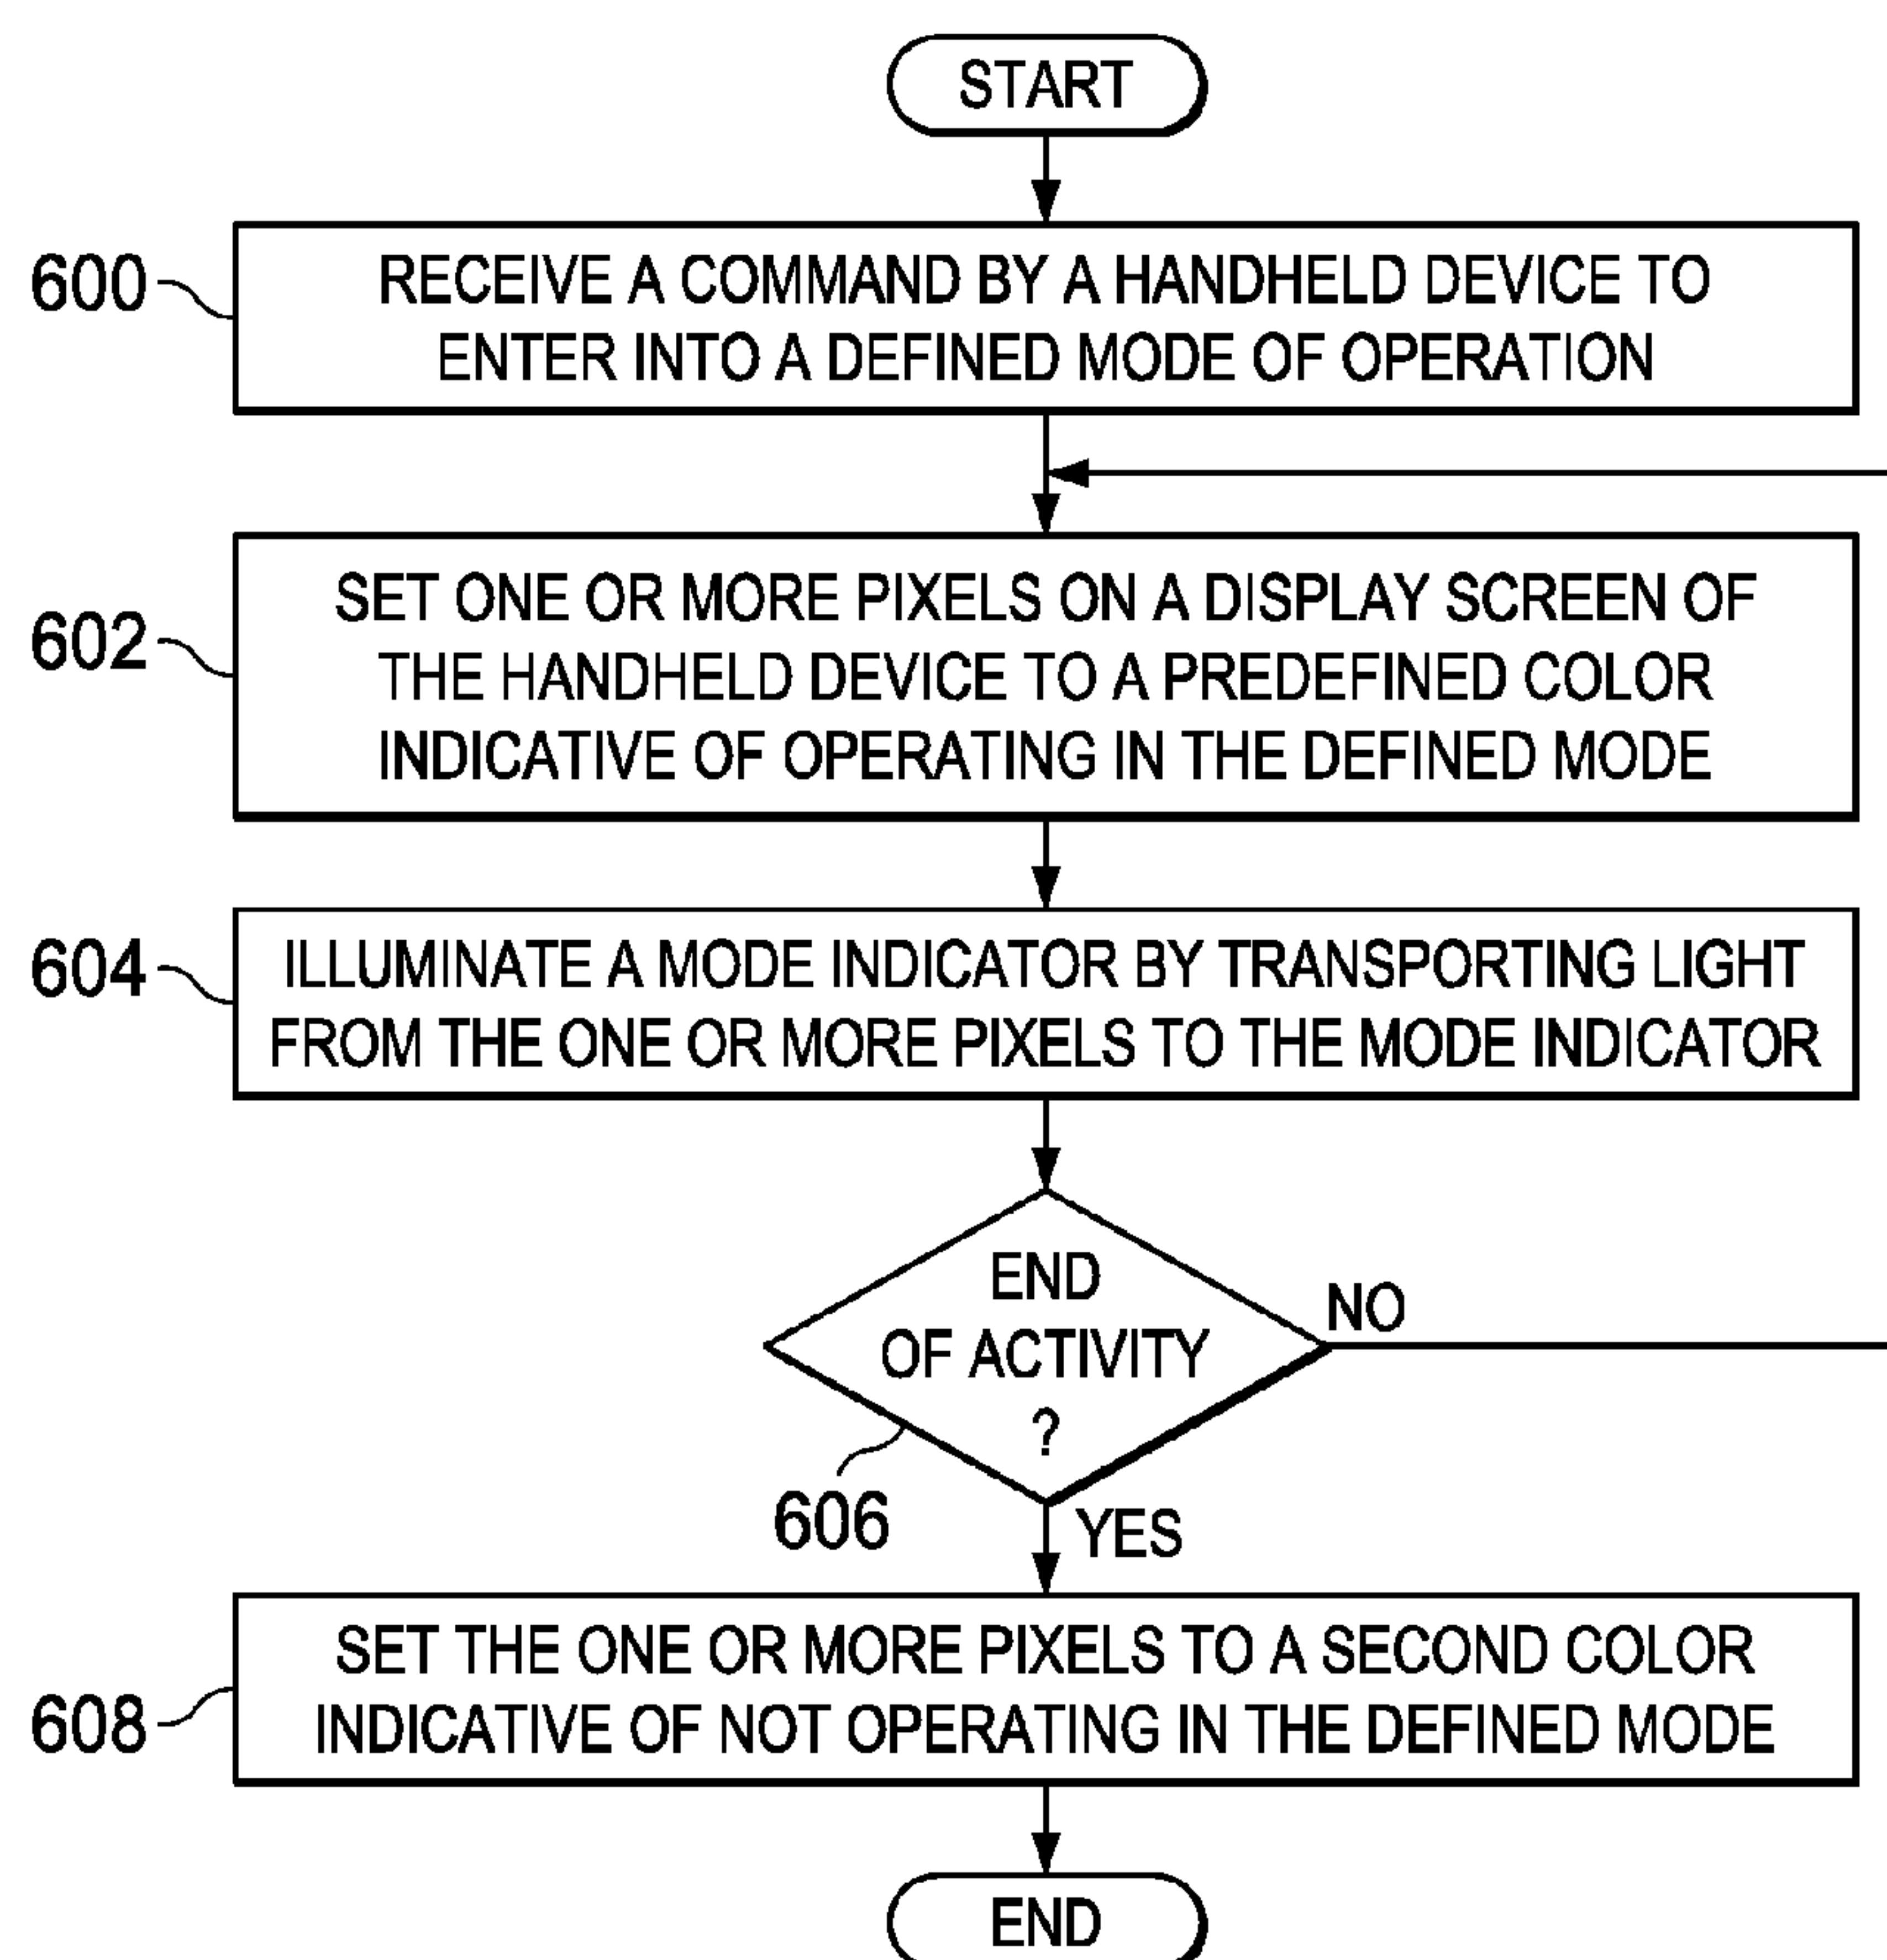 START
600
RECEIVE A COMMAND BY A HANDHELD DEVICE TO
ENTER INTO A DEFINED MODE OF OPERATION
602
SET ONE OR MORE PIXELS ON A DISPLAY SCREEN OF
THE HANDHELD DEVICE TO A PREDEFINED COLOR
INDICATIVE OF OPERATING IN THE DEFINED MODE
604
ILLUMINATE A MODE INDICATOR BY TRANSPORTING LIGHT
FROM THE ONE OR MORE PIXELS TO THE MODE INDICATOR
END
OF ACTIVITY
?
NO
606
YES
608
SET THE ONE OR MORE PIXELS TO A SECOND COLOR
INDICATIVE OF NOT OPERATING IN THE DEFINED MODE
END